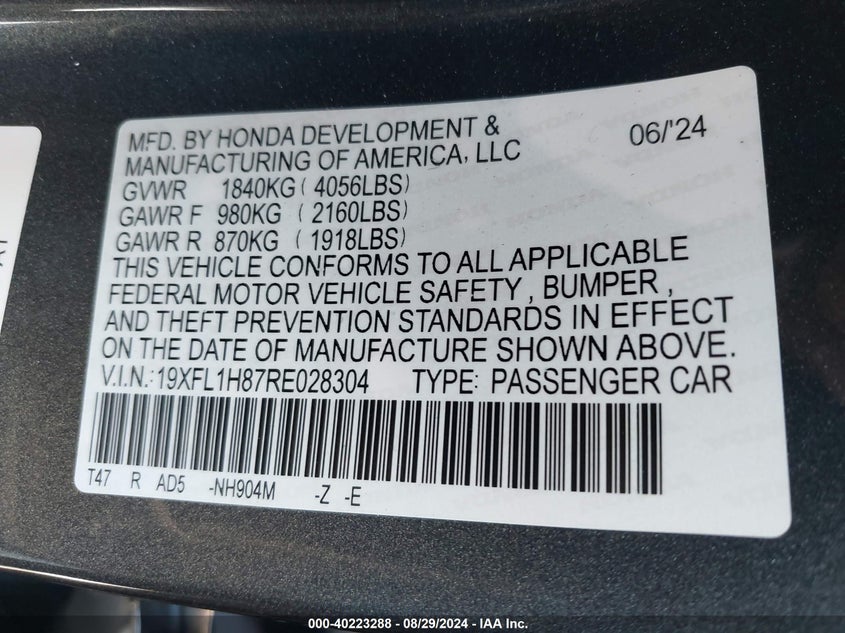 MFD. BY HONDA DEVELOPMENT &
MANUFACTURING OF AMERICA, LLC
06/'24
GVWR 1840KG ( 4056LBS)
GAWR F 980KG ( 2160LBS)
GAWR R 870KG ( 1918LBS)
THIS VEHICLE CONFORMS TO ALL APPLICABLE
FEDERAL MOTOR VEHICLE SAFETY , BUMPER ,
AND THEFT PREVENTION STANDARDS IN EFFECT
ON THE DATE OF MANUFACTURE SHOWN ABOVE.
V.I.N.: 19XFL1H87RE028304 TYPE: PASSENGER CAR
T47 R AD5 -NH904M -Z -E
000-40223288 - 08/29/2024 - IAA Inc.